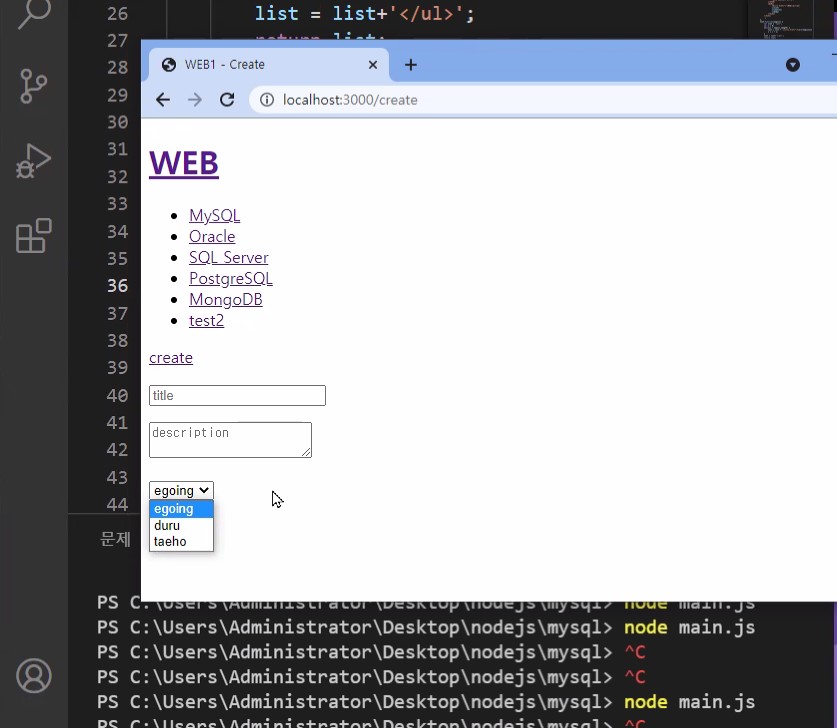 26 list = list+'</ul>';
27 return list;
28
WEB1 - Create
29
localhost:3000/create
30
31
WEB
32
33
MySQL
34
Oracle
35
SQL Server
36
PostgreSQL
37
MongoDB
38
test2
39
create
40
title
41
description
42
43
egoing
44
egoing
duru
taeho
문제
PS C:\Users\Administrator\Desktop\nodejs\mysql> node main.js
PS C:\Users\Administrator\Desktop\nodejs\mysql> node main.js
PS C:\Users\Administrator\Desktop\nodejs\mysql> ^C
PS C:\Users\Administrator\Desktop\nodejs\mysql> ^C
PS C:\Users\Administrator\Desktop\nodejs\mysql> node main.js
PS C:\Users\Administrator\Desktop\nodejs\mysql> ^C